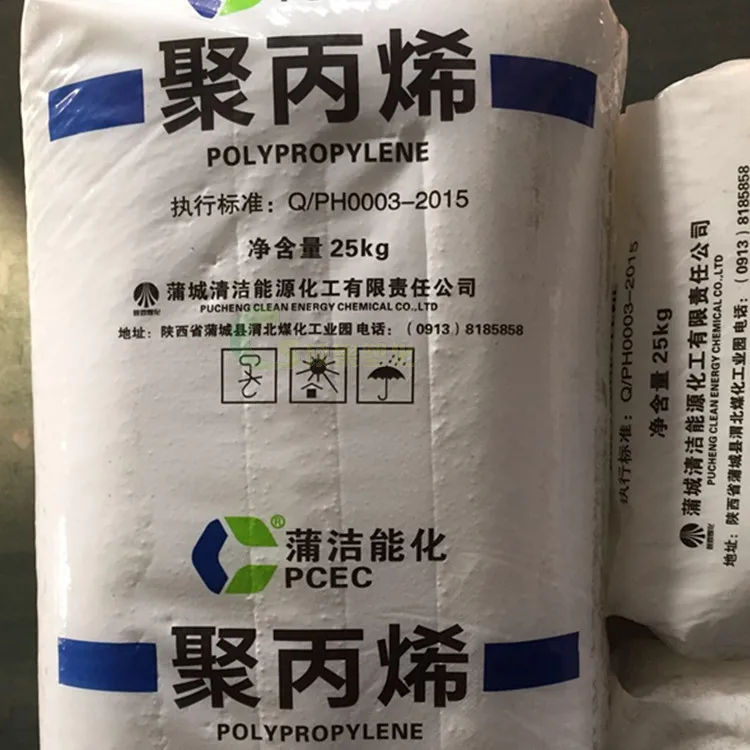 聚丙烯
POLYPROPYLENE
执行标准：Q/PH0003-2015
净含量 25kg
蒲城清洁能源化工有限责任公司
PUCHENG CLEAN ENERGY CHEMICAL CO.,LTD
地址：陕西省蒲城县渭北煤化工业园 电话：（0913）8185858
® 蒲洁能化
PCEC
聚丙烯
POLYPROPYLENE
执行标准：Q/PH0003-2015
净含量 25kg
蒲城清洁能源化工有限责任公司
PUCHENG CLEAN ENERGY CHEMICAL CO.,LTD
地址：陕西省蒲城县渭北煤化工业园 电话：（0913）8185858